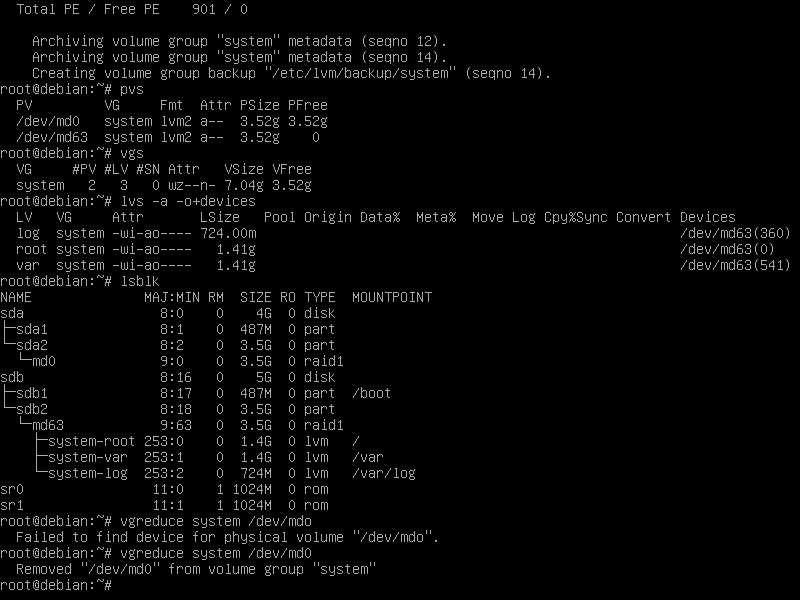 Total PE / Free PE    901 / 0

    Archiving volume group "system" metadata (seqno 12).
    Archiving volume group "system" metadata (seqno 14).
    Creating volume group backup "/etc/lvm/backup/system" (seqno 14).
root@debian:~# pvs
  PV         VG     Fmt  Attr PSize PFree
  /dev/md0   system lvm2 a--  3.52g 3.52g
  /dev/md63  system lvm2 a--  3.52g    0
root@debian:~# vgs
  VG     #PV #LV #SN Attr   VSize VFree
  system   2   3   0 wz--n- 7.04g 3.52g
root@debian:~# lvs -a -o+devices
  LV   VG     Attr       LSize   Pool Origin Data%  Meta%  Move Log Cpy%Sync Convert Devices
  log  system -wi-ao---- 724.00m                                                     /dev/md63(360)
  root system -wi-ao----   1.41g                                                     /dev/md63(0)
  var  system -wi-ao----   1.41g                                                     /dev/md63(541)
root@debian:~# lsblk
NAME              MAJ:MIN RM  SIZE RO TYPE  MOUNTPOINT
sda                 8:0    0    4G  0 disk
├─sda1              8:1    0  487M  0 part
└─sda2              8:2    0  3.5G  0 part
  └─md0             9:0    0  3.5G  0 raid1
sdb                 8:16   0    5G  0 disk
├─sdb1              8:17   0  487M  0 part  /boot
└─sdb2              8:18   0  3.5G  0 part
  └─md63            9:63   0  3.5G  0 raid1
    ├─system-root 253:0    0  1.4G  0 lvm   /
    ├─system-var  253:1    0  1.4G  0 lvm   /var
    └─system-log  253:2    0  724M  0 lvm   /var/log
sr0                11:0    1 1024M  0 rom
sr1                11:1    1 1024M  0 rom
root@debian:~# vgreduce system /dev/mdo
  Failed to find device for physical volume "/dev/mdo".
root@debian:~# vgreduce system /dev/md0
  Removed "/dev/md0" from volume group "system"
root@debian:~#